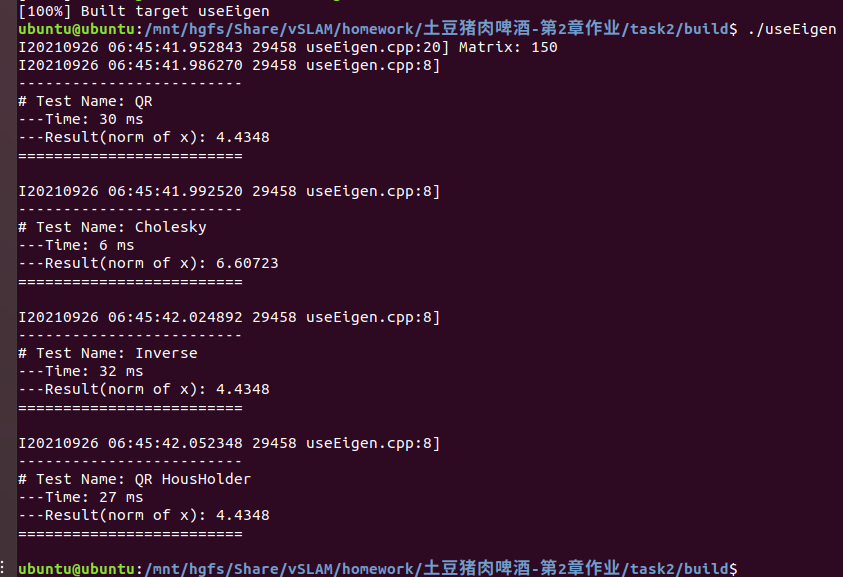 [100%] Built target useEigen
ubuntu@ubuntu:/mnt/hgfs/Share/vSLAM/homework/土豆猪肉啤酒-第2章作业/task2/build$ ./useEigen
I20210926 06:45:41.952843 29458 useEigen.cpp:20] Matrix: 150
I20210926 06:45:41.986270 29458 useEigen.cpp:8]
-------------------------
# Test Name: QR
---Time: 30 ms
---Result(norm of x): 4.4348
=========================
I20210926 06:45:41.992520 29458 useEigen.cpp:8]
-------------------------
# Test Name: Cholesky
---Time: 6 ms
---Result(norm of x): 6.60723
=========================
I20210926 06:45:42.024892 29458 useEigen.cpp:8]
-------------------------
# Test Name: Inverse
---Time: 32 ms
---Result(norm of x): 4.4348
=========================
I20210926 06:45:42.052348 29458 useEigen.cpp:8]
-------------------------
# Test Name: QR HousHolder
---Time: 27 ms
---Result(norm of x): 4.4348
=========================
ubuntu@ubuntu:/mnt/hgfs/Share/vSLAM/homework/土豆猪肉啤酒-第2章作业/task2/build$